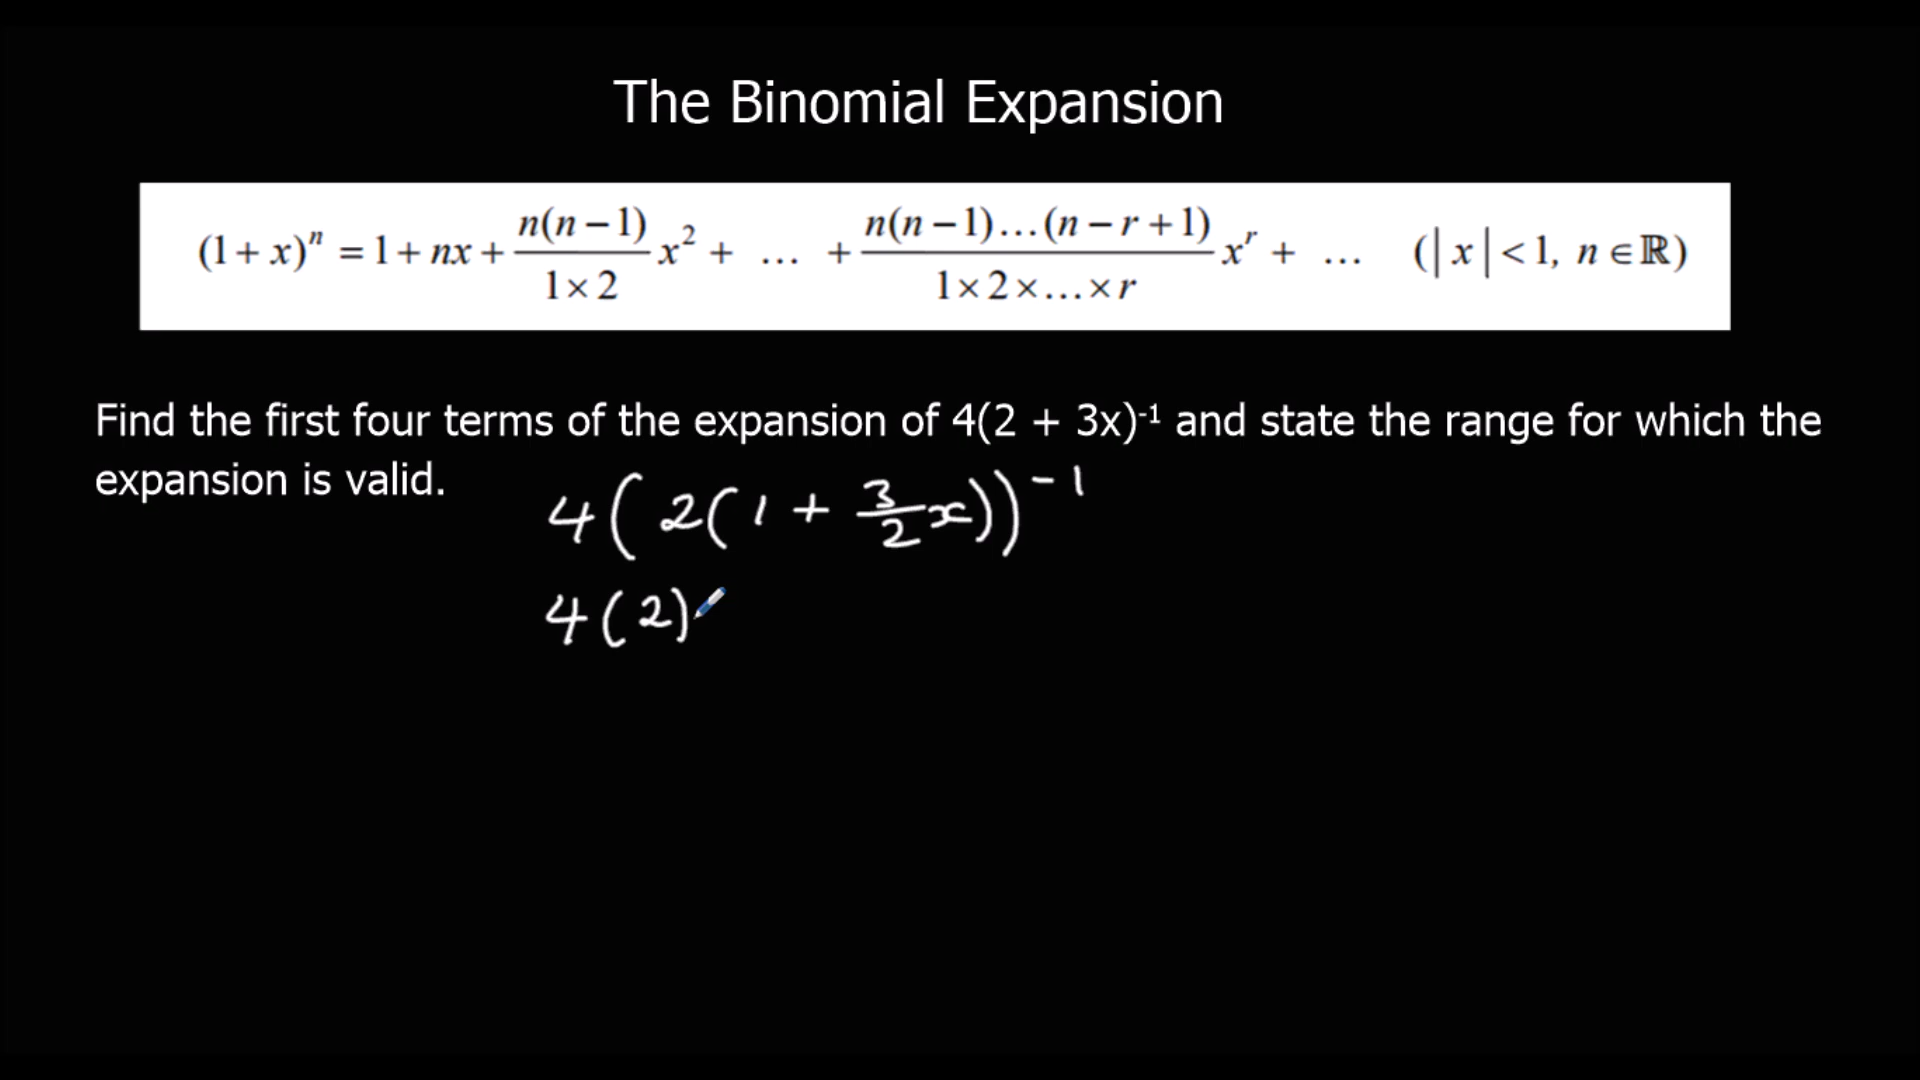 The Binomial Expansion
(1+x)ⁿ = 1+nx+ n(n−1)/1×2 x² + … + n(n−1)…(n−r+1)/1×2×…×r xʳ + … (|x|<1, n∈ℝ)
Find the first four terms of the expansion of 4(2 + 3x)⁻¹ and state the range for which the
expansion is valid.
4(2(1 + 3/2 x))⁻¹
4(2)